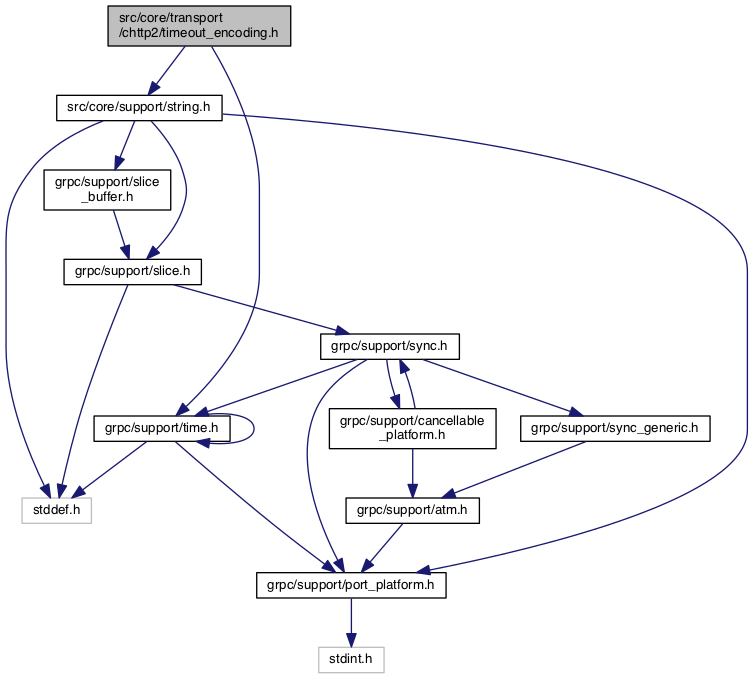 src/core/transport
/chttp2/timeout_encoding.h
src/core/support/string.h
grpc/support/slice
_buffer.h
grpc/support/slice.h
grpc/support/sync.h
grpc/support/time.h
grpc/support/cancellable
_platform.h
grpc/support/sync_generic.h
stddef.h
grpc/support/atm.h
grpc/support/port_platform.h
stdint.h